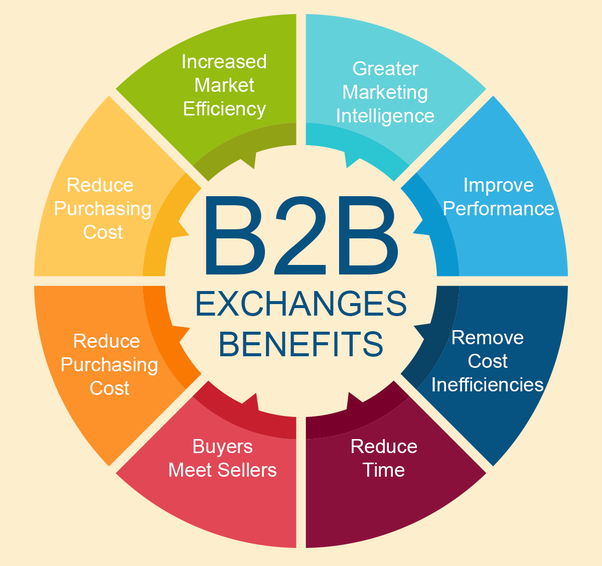 Increased
Market
Efficiency
Greater
Marketing
Intelligence
Improve
Performance
Remove
Cost
Inefficiencies
Reduce
Time
Buyers
Meet Sellers
Reduce
Purchasing
Cost
Reduce
Purchasing
Cost
B2B
EXCHANGES
BENEFITS